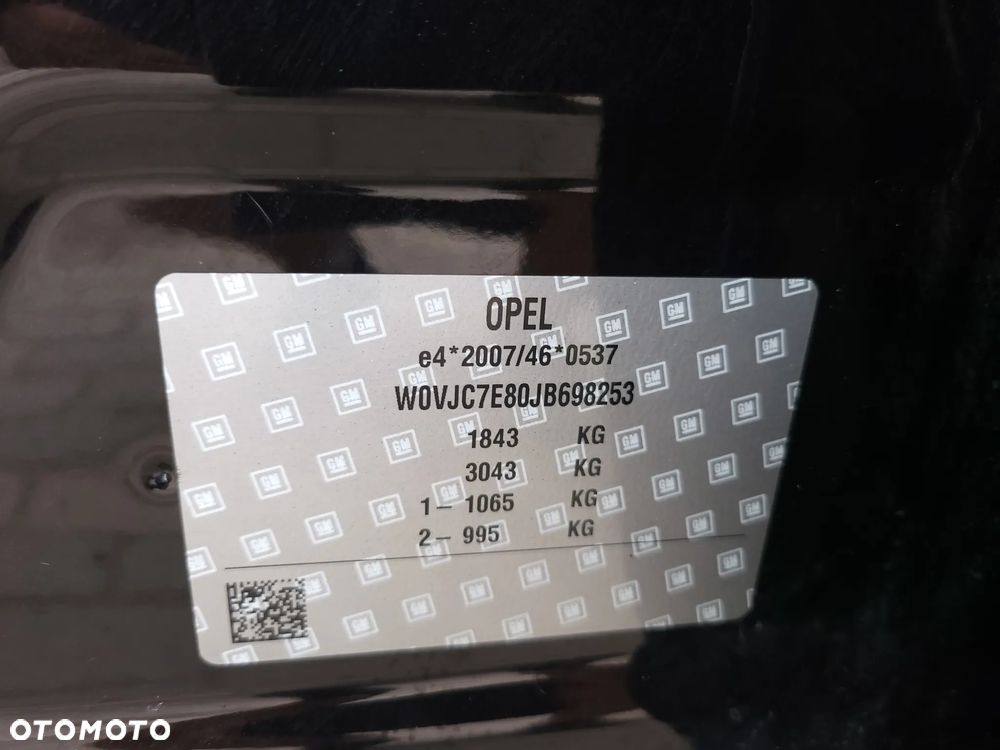 OPEL
e4*2007/46*0537
W0VJC7E80JB698253
1843 KG
3043 KG
1- 1065 KG
2- 995 KG
OTOMOTO